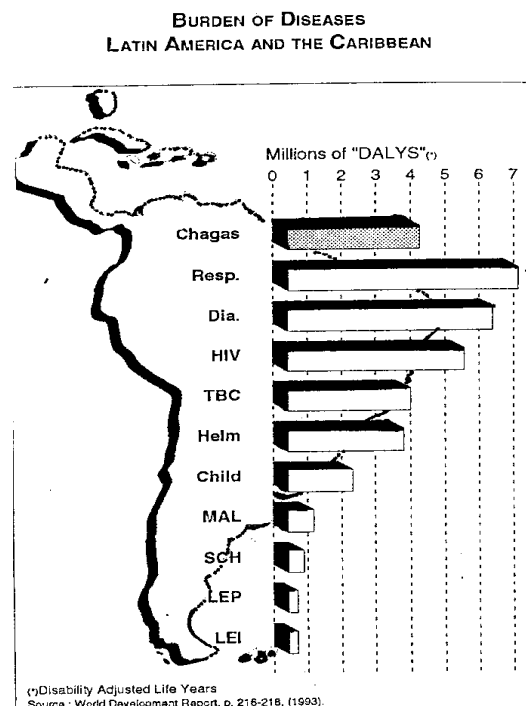 BURDEN OF DISEASES
LATIN AMERICA AND THE CARIBBEAN
Millions of "DALYS"(*)
0 1 2 3 4 5 6 7
Chagas
Resp.
Dia.
HIV
TBC
Helm
Child
MAL
SCH
LEP
LEI
(*)Disability Adjusted Life Years
Source : World Development Report, p. 216-218, (1993).